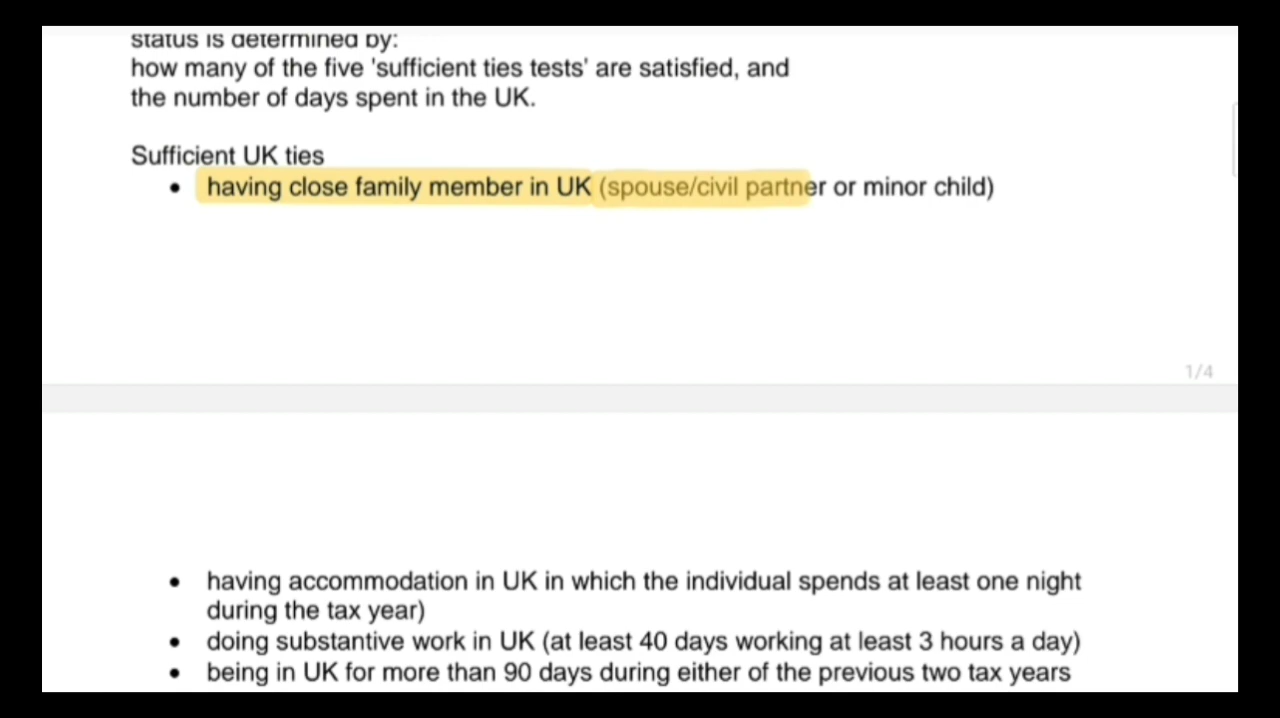 status is determined by:
how many of the five 'sufficient ties tests' are satisfied, and
the number of days spent in the UK.
Sufficient UK ties
• having close family member in UK (spouse/civil partner or minor child)
1/4
• having accommodation in UK in which the individual spends at least one night
during the tax year)
• doing substantive work in UK (at least 40 days working at least 3 hours a day)
• being in UK for more than 90 days during either of the previous two tax years